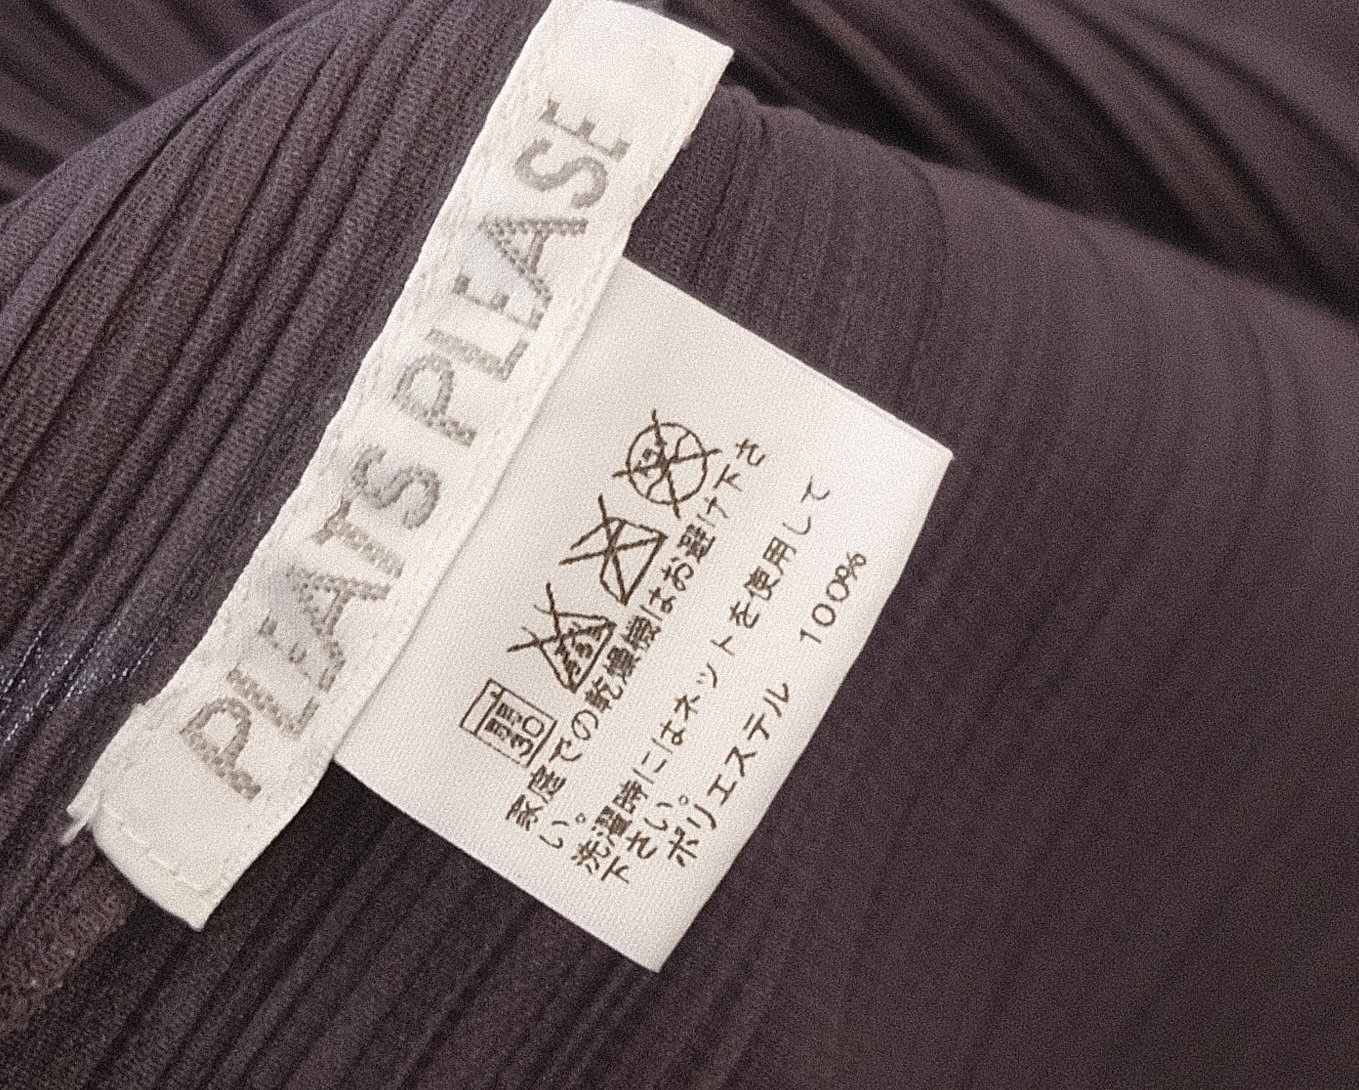 PLEATS PLEASE
家庭での乾燥機はお避け下さ
い。
洗濯時にはネットを使用して
下さい。
ポリエステル 100%